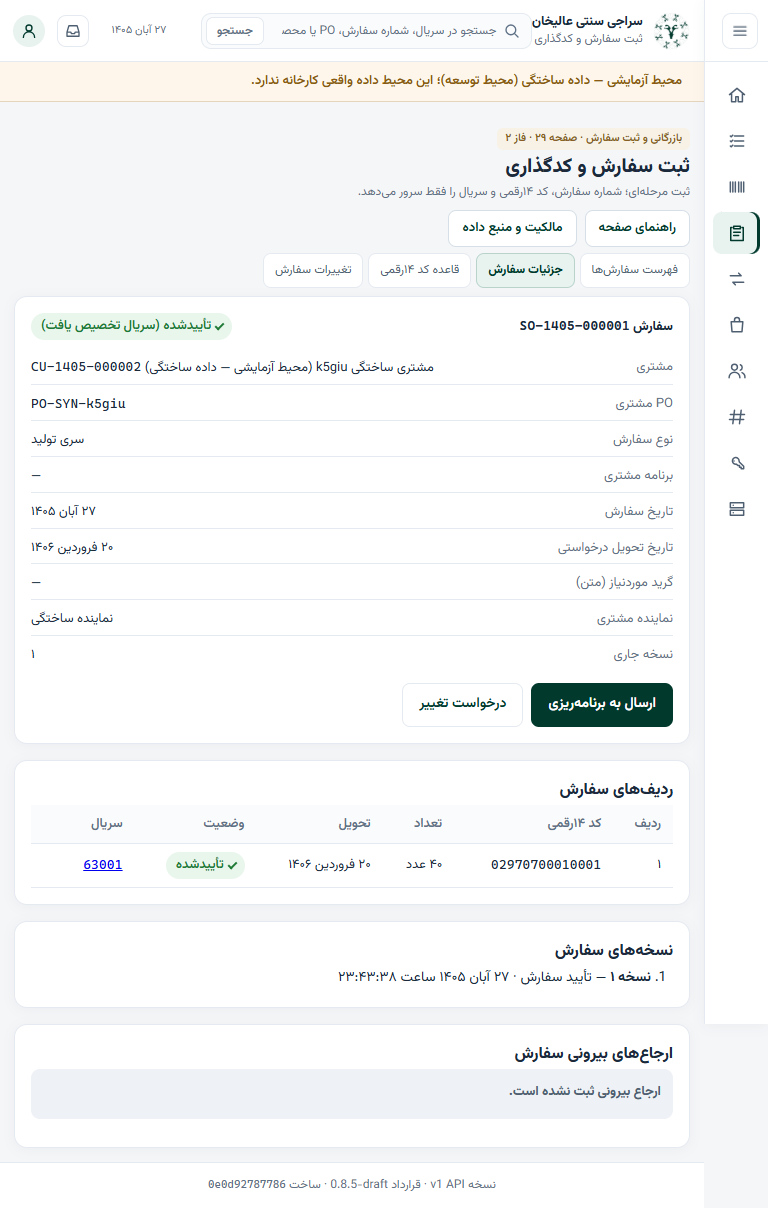 سراجی سنتی عالیخان
ثبت سفارش و کدگذاری
جستجو در سریال، شماره سفارش، PO یا محصـ
جستجو
۲۷ آبان ۱۴۰۵
محیط آزمایشی — داده ساختگی (محیط توسعه)؛ این محیط داده واقعی کارخانه ندارد.
بازرگانی و ثبت سفارش · صفحه ۲۹ · فاز ۲
ثبت سفارش و کدگذاری
ثبت مرحله‌ای؛ شماره سفارش، کد ۱۴رقمی و سریال را فقط سرور می‌دهد.
راهنمای صفحه
مالکیت و منبع داده
فهرست سفارش‌ها
جزئیات سفارش
قاعده کد ۱۴رقمی
تغییرات سفارش
سفارش SO-1405-000001
تأییدشده (سریال تخصیص یافت)
مشتری
مشتری ساختگی k5giu (محیط آزمایشی — داده ساختگی) CU-1405-000002
PO مشتری
PO-SYN-k5giu
نوع سفارش
سری تولید
برنامه مشتری
—
تاریخ سفارش
۲۷ آبان ۱۴۰۵
تاریخ تحویل درخواستی
۲۰ فروردین ۱۴۰۶
گرید موردنیاز (متن)
—
نماینده مشتری
نماینده ساختگی
نسخه جاری
۱
ارسال به برنامه‌ریزی
درخواست تغییر
ردیف‌های سفارش
ردیف کد ۱۴رقمی تعداد تحویل وضعیت سریال
۱ 02970700010001 ۴۰ عدد ۲۰ فروردین ۱۴۰۶ تأییدشده 63001
نسخه‌های سفارش
1. نسخه ۱ — تأیید سفارش · ۲۷ آبان ۱۴۰۵ ساعت ۲۳:۴۳:۳۸
ارجاع‌های بیرونی سفارش
ارجاع بیرونی ثبت نشده است.
نسخه v1 API · قرارداد 0.8.5-draft · ساخت 0e0d92787786